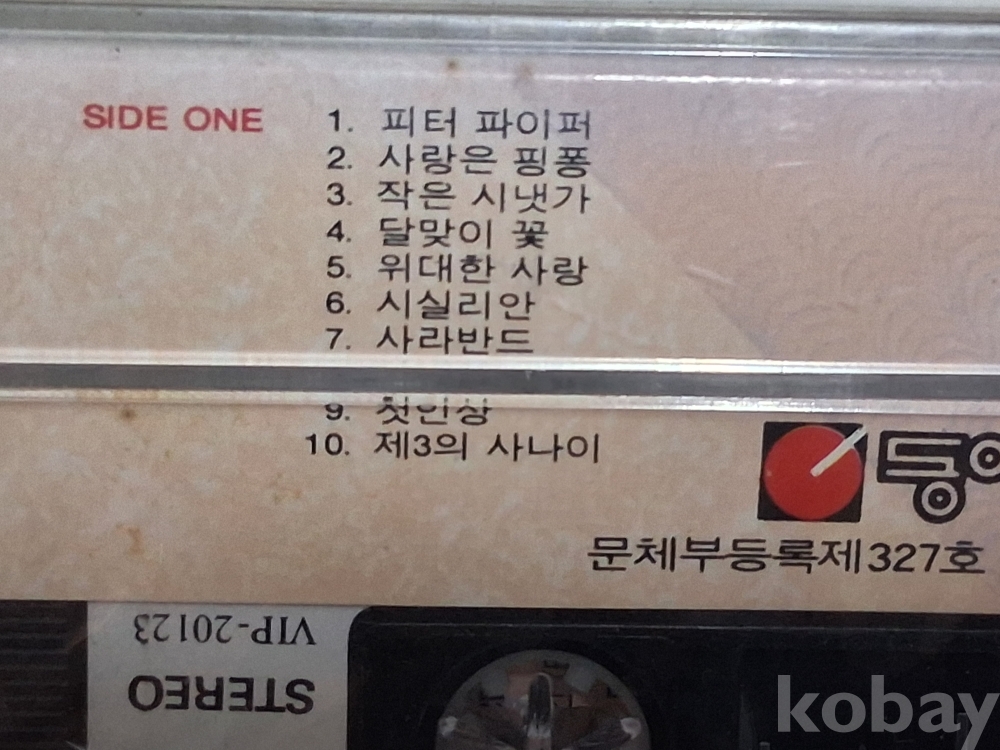 SIDE ONE
1. 피터 파이퍼
2. 사랑은 핑퐁
3. 작은 시냇가
4. 달맞이 꽃
5. 위대한 사랑
6. 시실리안
7. 사라반드
9. 첫인상
10. 제3의 사나이
문체부등록제327호
VIP-20123
STEREO
kobay